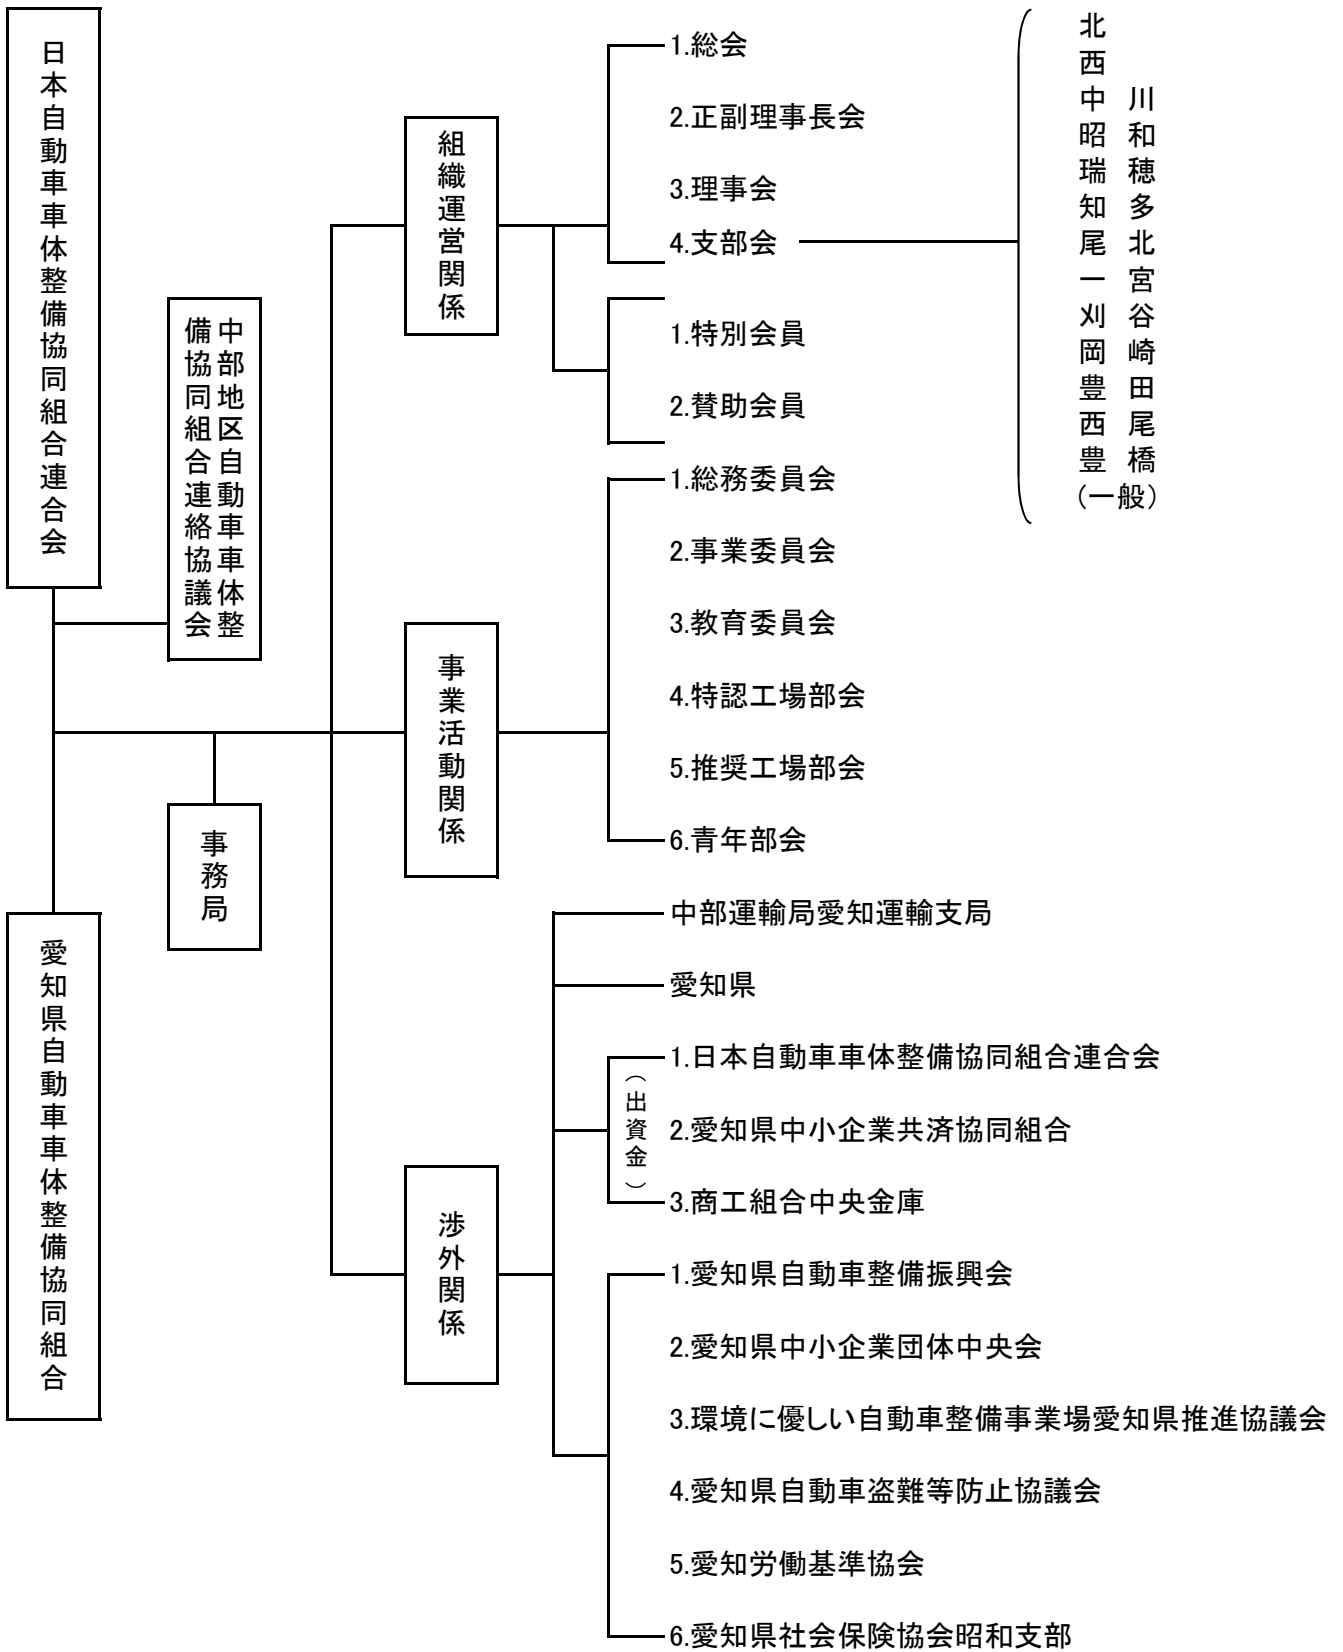 日本自動車車体整備協同組合連合会
中部地区自動車車体整
備協同組合連絡協議会
事務局
愛知県自動車車体整備協同組合
組織運営関係
1.総会
2.正副理事長会
3.理事会
4.支部会
北
西
中川
昭和
瑞穂
知多
尾北
一宮
刈谷
岡崎
豊田
西尾
豊橋
(一般)
1.特別会員
2.賛助会員
事業活動関係
1.総務委員会
2.事業委員会
3.教育委員会
4.特認工場部会
5.推奨工場部会
6.青年部会
渉外関係
中部運輸局愛知運輸支局
愛知県
(出資金)
1.日本自動車車体整備協同組合連合会
2.愛知県中小企業共済協同組合
3.商工組合中央金庫
1.愛知県自動車整備振興会
2.愛知県中小企業団体中央会
3.環境に優しい自動車整備事業場愛知県推進協議会
4.愛知県自動車盗難等防止協議会
5.愛知労働基準協会
6.愛知県社会保険協会昭和支部